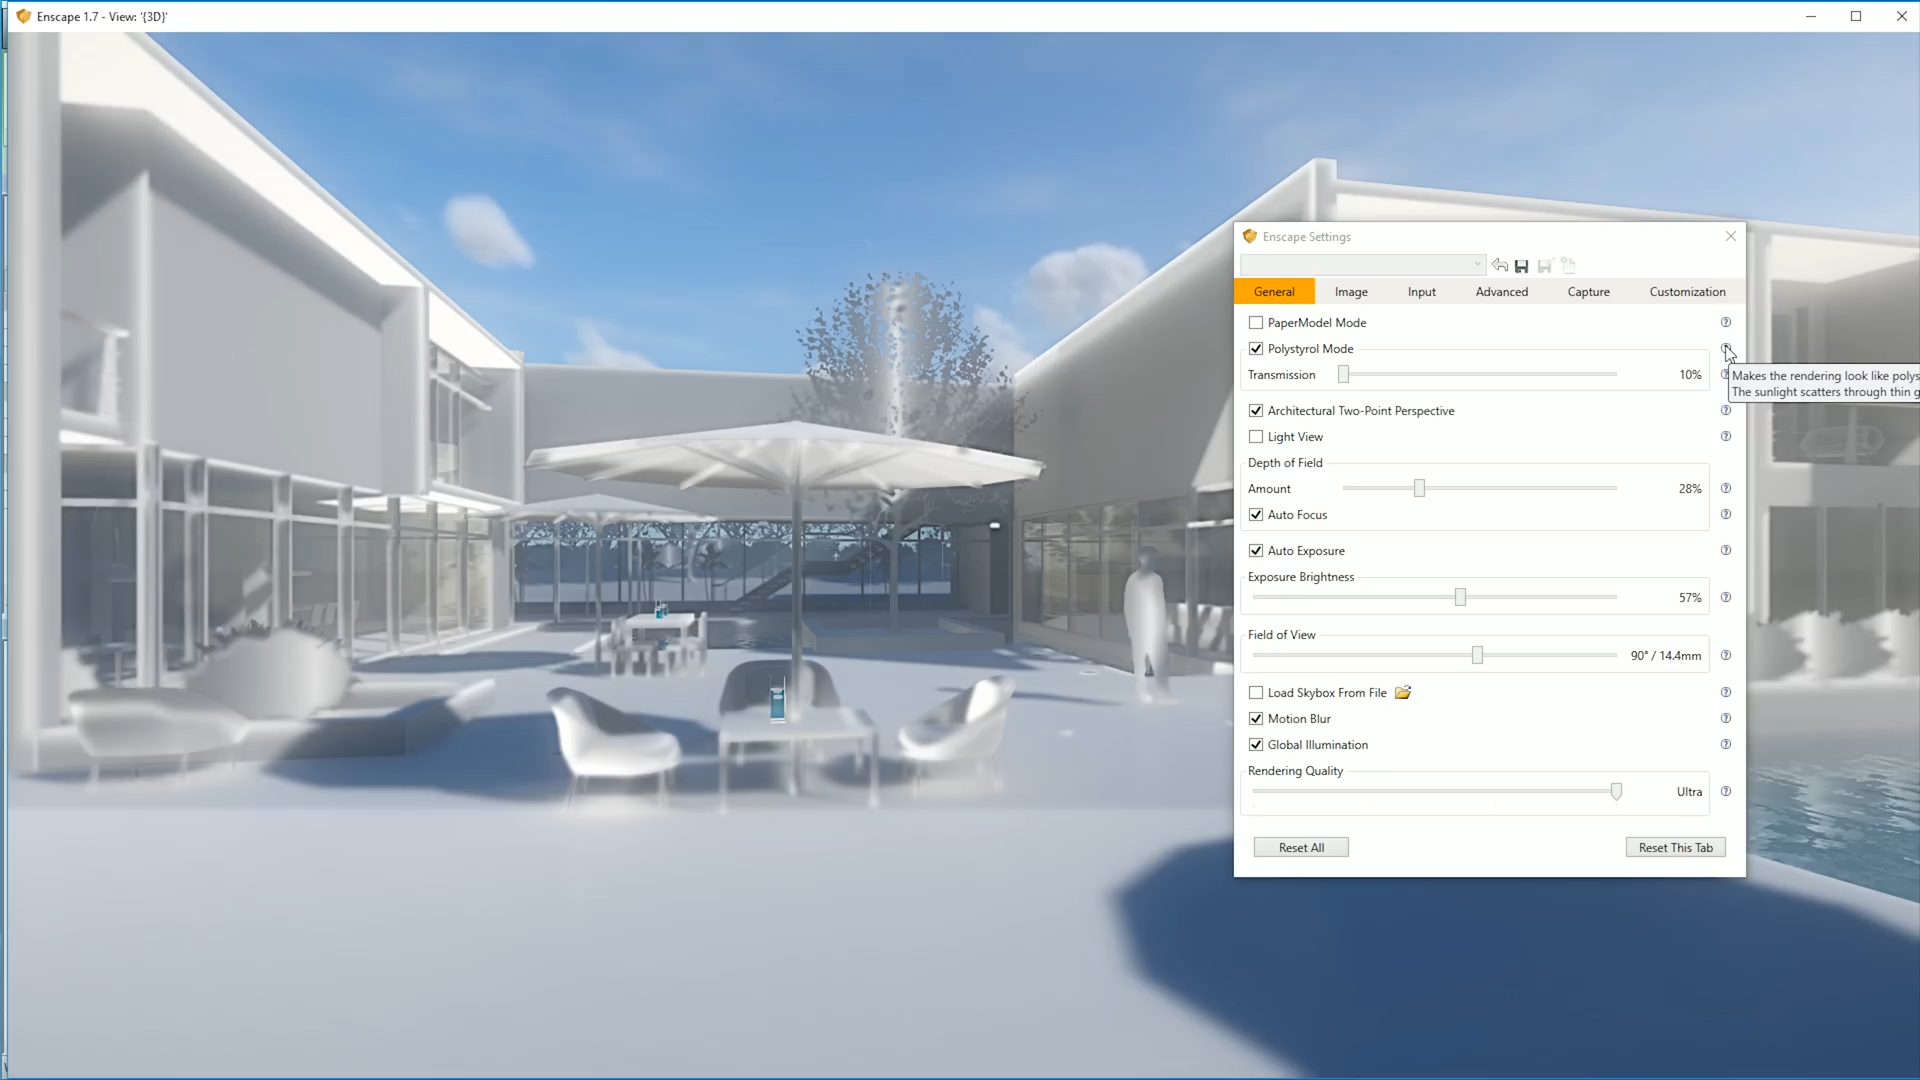 Enscape 1.7 - View: '{3D}'
Enscape Settings
General Image Input Advanced Capture Customization
PaperModel Mode
Polystyrol Mode
Transmission 10%
Makes the rendering look like
The sunlight scatters through thin
Architectural Two-Point Perspective
Light View
Depth of Field
Amount 28%
Auto Focus
Auto Exposure
Exposure Brightness
57%
Field of View
90° / 14.4mm
Load Skybox From File
Motion Blur
Global Illumination
Rendering Quality
Ultra
Reset All Reset This Tab